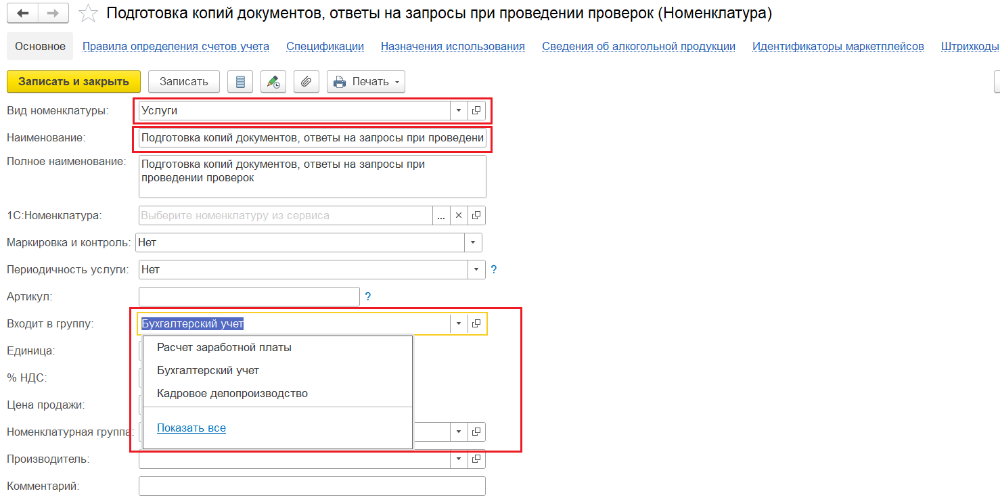 Подготовка копий документов, ответы на запросы при проведении проверок (Номенклатура)
Основное Правила определения счетов учета Спецификации Назначения использования Сведения об алкогольной продукции Идентификаторы маркетплейсов Штрихкоды
Записать и закрыть Записать Печать
Вид номенклатуры: Услуги
Наименование: Подготовка копий документов, ответы на запросы при проведени
Полное наименование: Подготовка копий документов, ответы на запросы при
проведении проверок
1С:Номенклатура: Выберите номенклатуру из сервиса ...
Маркировка и контроль: Нет
Периодичность услуги: Нет ?
Артикул: ?
Входит в группу: Бухгалтерский учет
Расчет заработной платы
Единица:
Бухгалтерский учет
% НДС:
Кадровое делопроизводство
Цена продажи:
Показать все
Номенклатурная группа:
Производитель:
Комментарий: